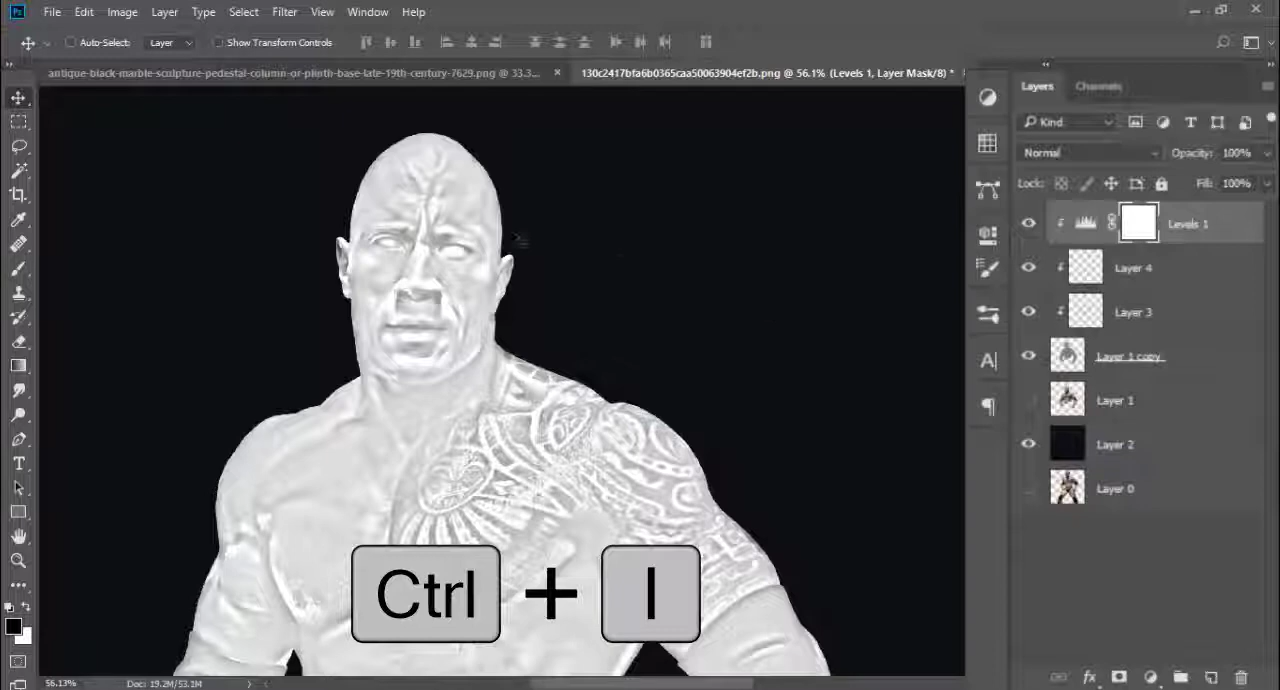 Ps File Edit Image Layer Type Select Filter View Window Help
Auto-Select: Layer Show Transform Controls
antique-black-marble-sculpture-pedestal-column-or-plinth-base-late-19th-century-7629.png @ 33.3... × 130c2417bfa6b0365caa50063904ef2b.png @ 56.1% (Levels 1, Layer Mask/8) *
Layers Channels
Kind
Normal Opacity: 100%
Lock: Fill: 100%
Levels 1
Layer 4
Layer 3
Layer 1 copy
Layer 1
Layer 2
Layer 0
Ctrl + I
56.13% Doc: 19.2M/53.1M